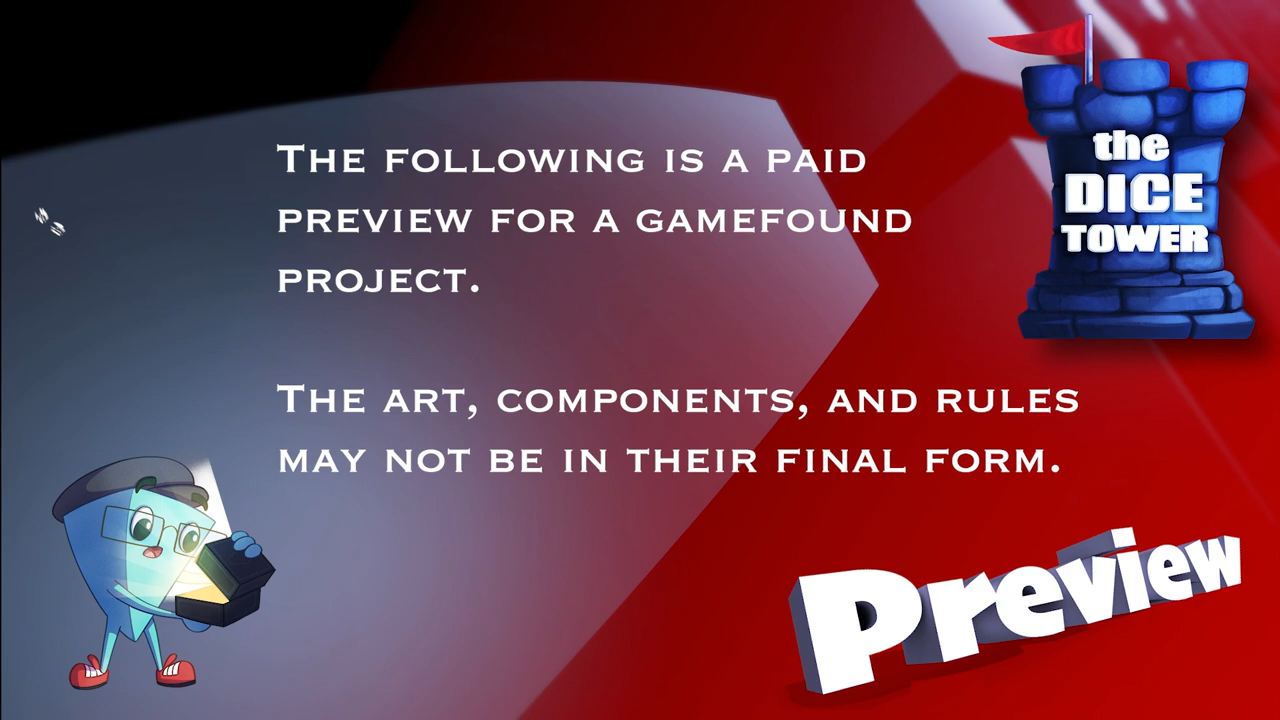 The following is a paid
preview for a Gamefound
project.
The art, components, and rules
may not be in their final form.
the
DICE
TOWER
Preview